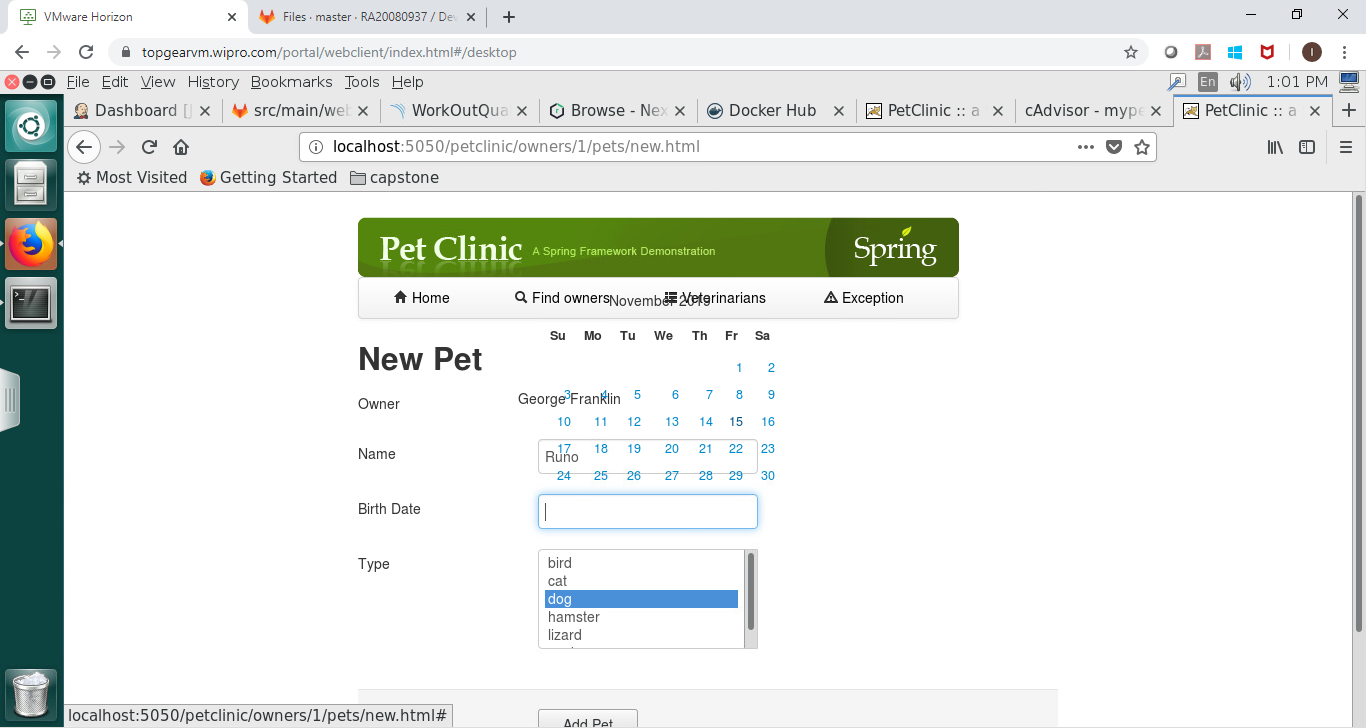 VMware Horizon
Files · master · RA20080937 / De
topgearvm.wipro.com/portal/webclient/index.html#/desktop
I
File Edit View History Bookmarks Tools Help
En 1:01 PM
Dashboard [J
src/main/web
WorkOutQua
Browse - Nex
Docker Hub
PetClinic :: a
cAdvisor - mype
PetClinic :: a
localhost:5050/petclinic/owners/1/pets/new.html
Most Visited Getting Started capstone
Pet Clinic A Spring Framework Demonstration Spring
Home Find owners Veterinarians Exception
November 2019
Su Mo Tu We Th Fr Sa
1 2
3 4 5 6 7 8 9
10 11 12 13 14 15 16
17 18 19 20 21 22 23
24 25 26 27 28 29 30
New Pet
Owner George Franklin
Name Runo
Birth Date
Type
bird
cat
dog
hamster
lizard
Add Pet
localhost:5050/petclinic/owners/1/pets/new.html#